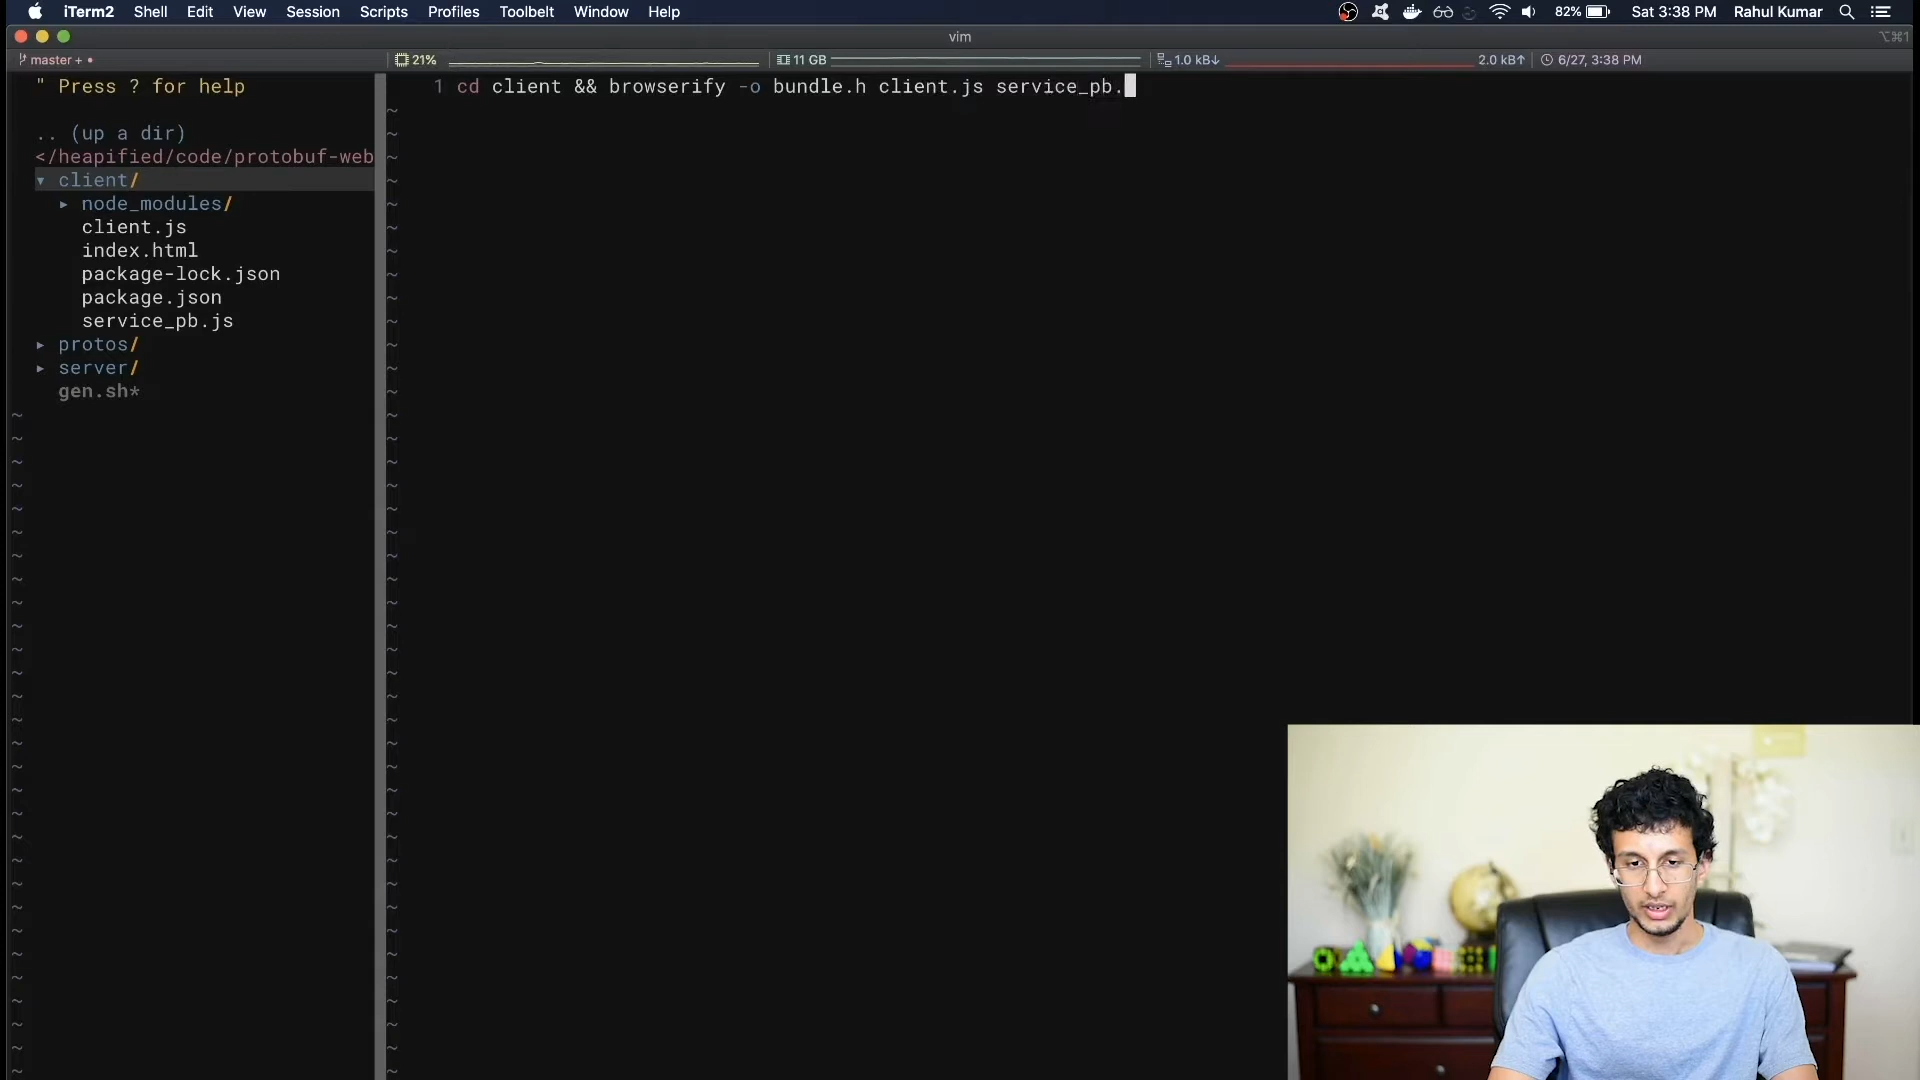 iTerm2 Shell Edit View Session Scripts Profiles Toolbelt Window Help 82% Sat 3:38 PM Rahul Kumar
vim ⌥⌘1
master + • 21% 11 GB 1.0 kB↓ 2.0 kB↑ 6/27, 3:38 PM
" Press ? for help
.. (up a dir)
</heapified/code/protobuf-web
▾ client/
▸ node_modules/
client.js
index.html
package-lock.json
package.json
service_pb.js
▸ protos/
▸ server/
gen.sh*
1 cd client && browserify -o bundle.h client.js service_pb.